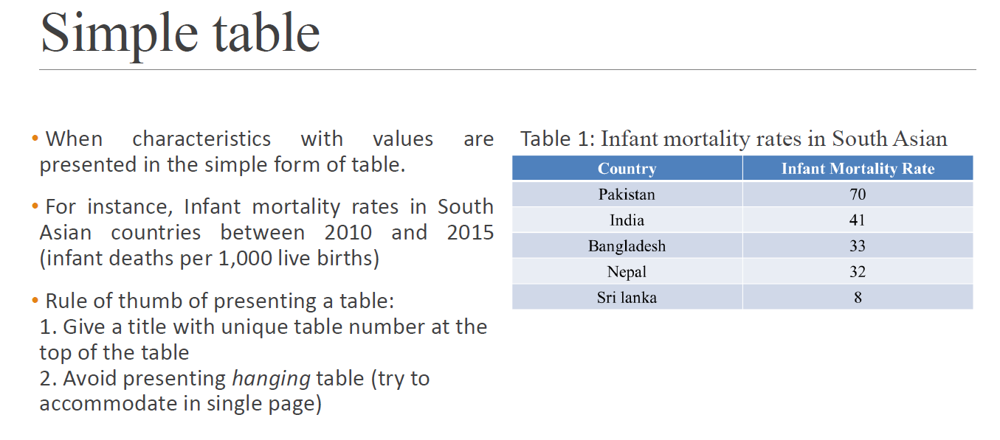 Simple table
• When characteristics with values are
presented in the simple form of table.
• For instance, Infant mortality rates in South
Asian countries between 2010 and 2015
(infant deaths per 1,000 live births)
• Rule of thumb of presenting a table:
1. Give a title with unique table number at the
top of the table
2. Avoid presenting hanging table (try to
accommodate in single page)
Table 1: Infant mortality rates in South Asian
Country Infant Mortality Rate
Pakistan 70
India 41
Bangladesh 33
Nepal 32
Sri lanka 8